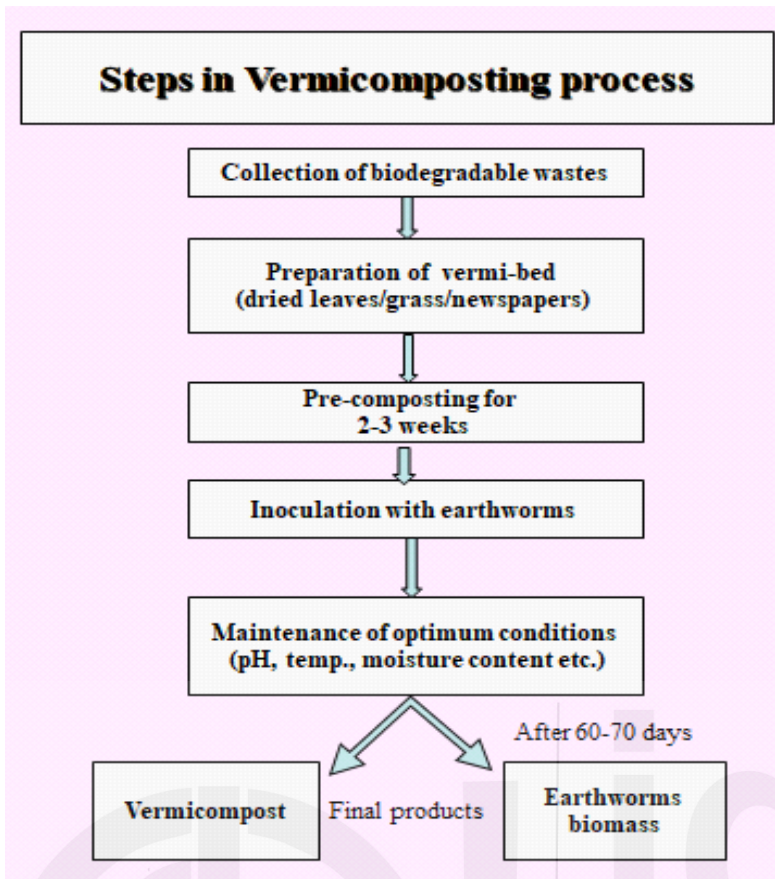 Steps in Vermicomposting process
Collection of biodegradable wastes
Preparation of vermi-bed
(dried leaves/grass/newspapers)
Pre-composting for
2-3 weeks
Inoculation with earthworms
Maintenance of optimum conditions
(pH, temp., moisture content etc.)
After 60-70 days
Vermicompost
Final products
Earthworms
biomass